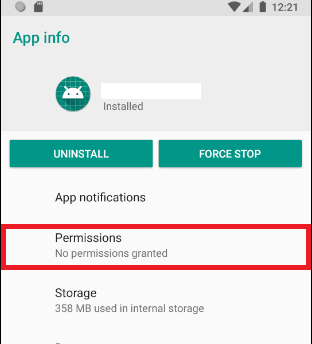 12:21
App info
Installed
UNINSTALL
FORCE STOP
App notifications
Permissions
No permissions granted
Storage
358 MB used in internal storage